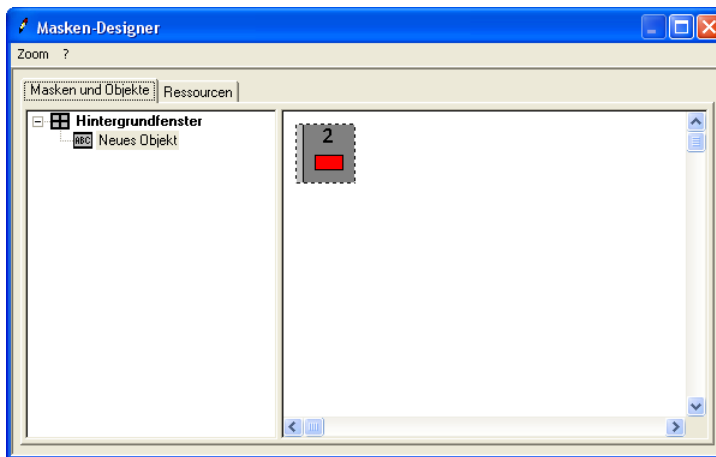 Masken-Designer
Zoom ?
Masken und Objekte Ressourcen
Hintergrundfenster
ABC Neues Objekt
2